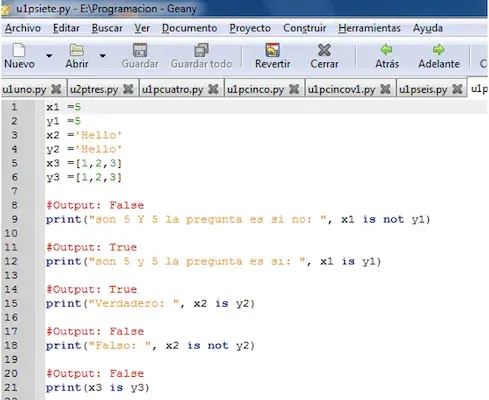 u1psiete.py - E:\Programacion - Geany
Archivo Editar Buscar Ver Documento Proyecto Construir Herramientas Ayuda
Nuevo Abrir Guardar Guardar todo Revertir Cerrar Atrás Adelante C
u1uno.py u2ptres.py u1pcuatro.py u1pcinco.py u1pcincov1.py u1pseis.py u1p
1 x1 =5
2 y1 =5
3 x2 ='Hello'
4 y2 ='Hello'
5 x3 =[1,2,3]
6 y3 =[1,2,3]
7
8 #Output: False
9 print("son 5 Y 5 la pregunta es si no: ", x1 is not y1)
10
11 #Output: True
12 print("son 5 y 5 la pregunta es si: ", x1 is y1)
13
14 #Output: True
15 print("Verdadero: ", x2 is y2)
16
17 #Output: False
18 print("Falso: ", x2 is not y2)
19
20 #Output: False
21 print(x3 is y3)